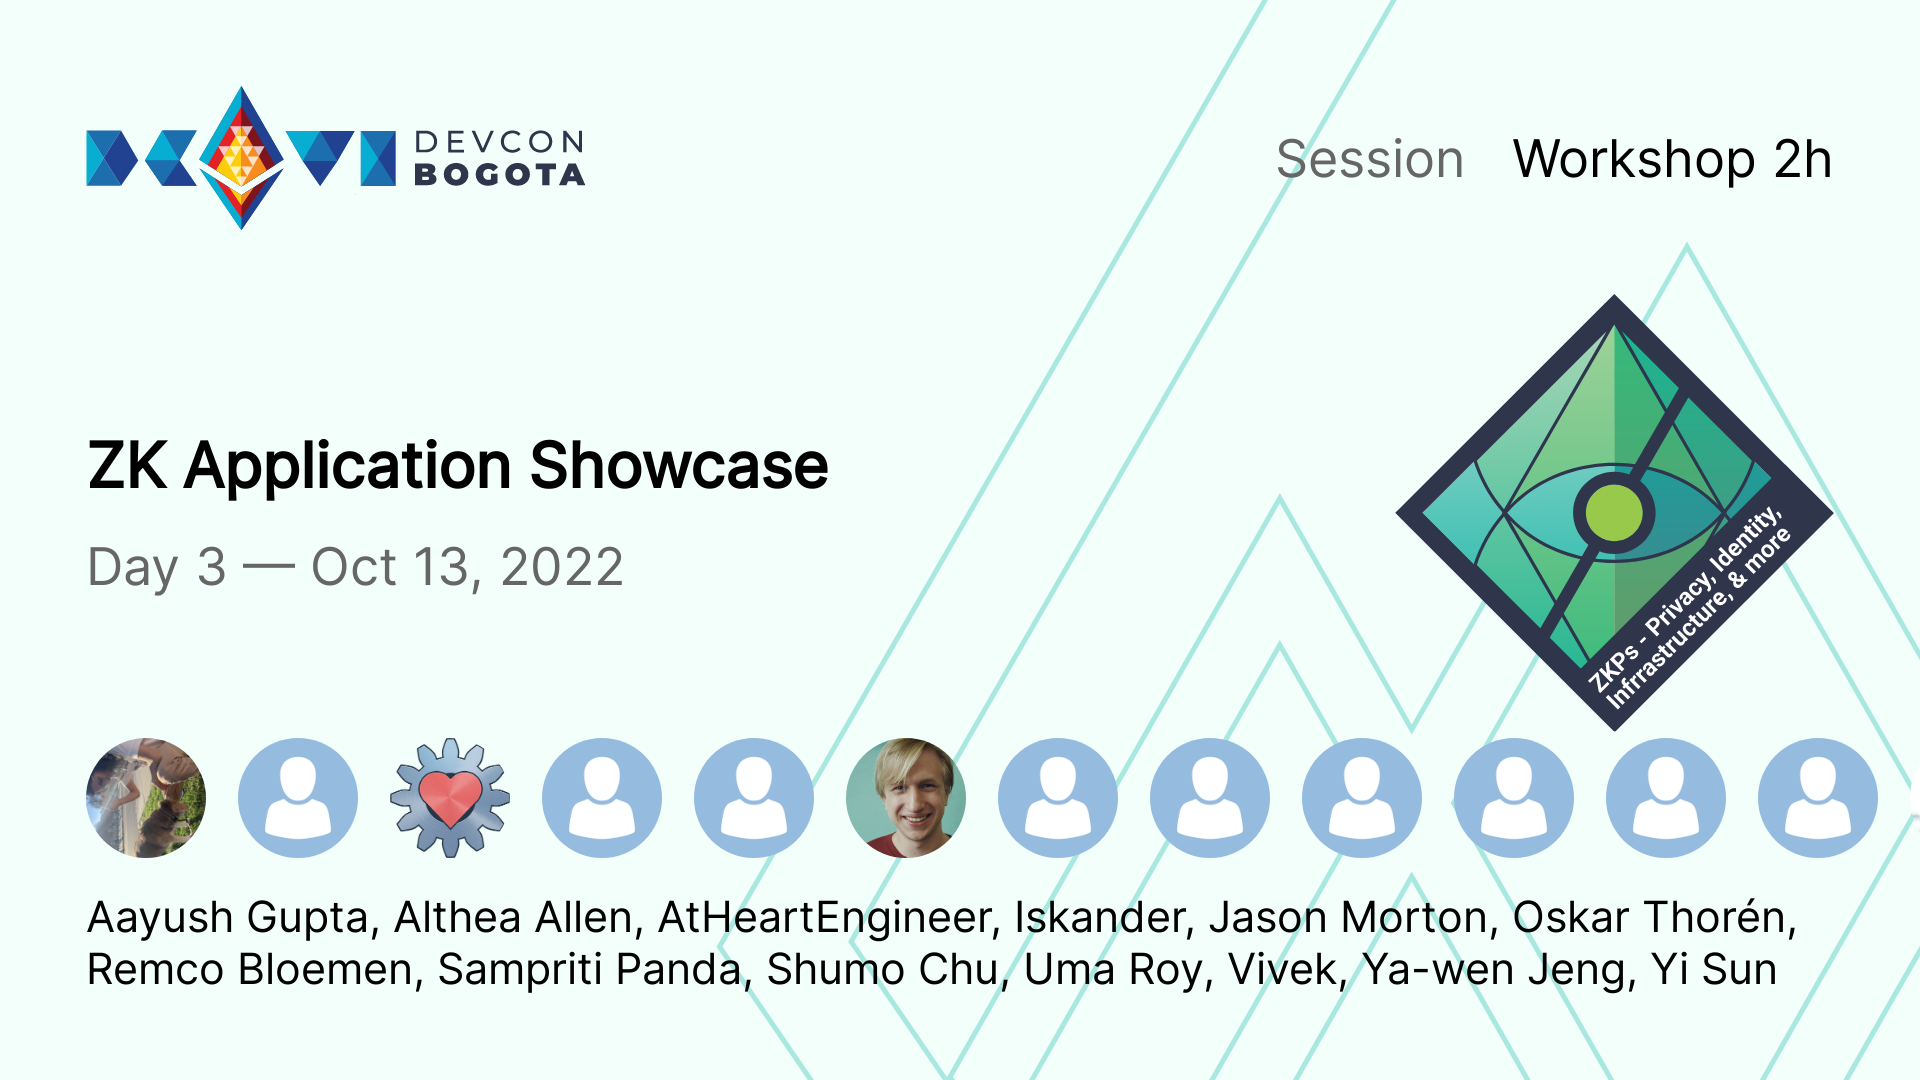 DEVCON
BOGOTA
Session Workshop 2h
ZK Application Showcase
Day 3 — Oct 13, 2022
ZKPs - Privacy, Identity,
Infrrastructure, & more
Aayush Gupta, Althea Allen, AtHeartEngineer, Iskander, Jason Morton, Oskar Thorén,
Remco Bloemen, Sampriti Panda, Shumo Chu, Uma Roy, Vivek, Ya-wen Jeng, Yi Sun